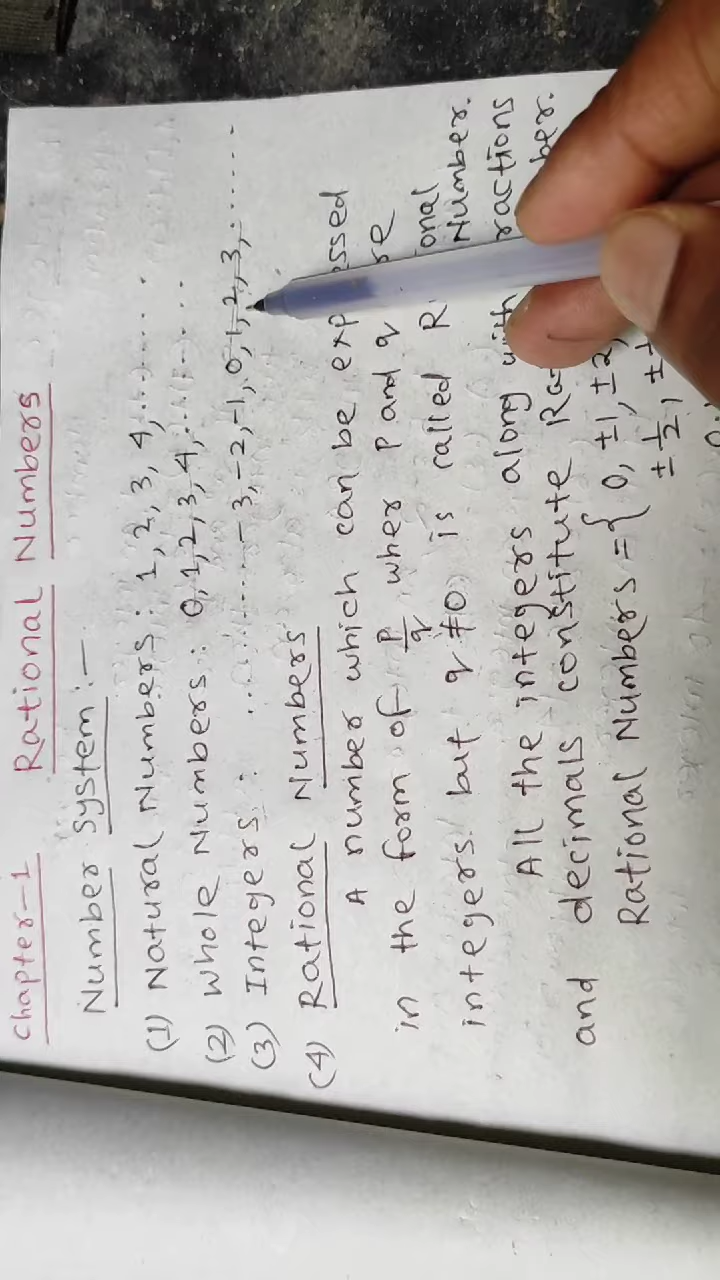 Chapter-1 Rational Numbers
Number System:-
(1) Natural Numbers : 1, 2, 3, 4, ......
(2) Whole Numbers : 0, 1, 2, 3, 4, ......
(3) Integers : ........ -3, -2, -1, 0, 1, 2, 3, ......
(4) Rational Numbers
A number which can be
in the form of p/q wher p and q
integers but q ≠ 0 is called Number.
All the integers along
and decimals constitute
Rational Numbers = { 0, ±1, ±2,
± 1/2,